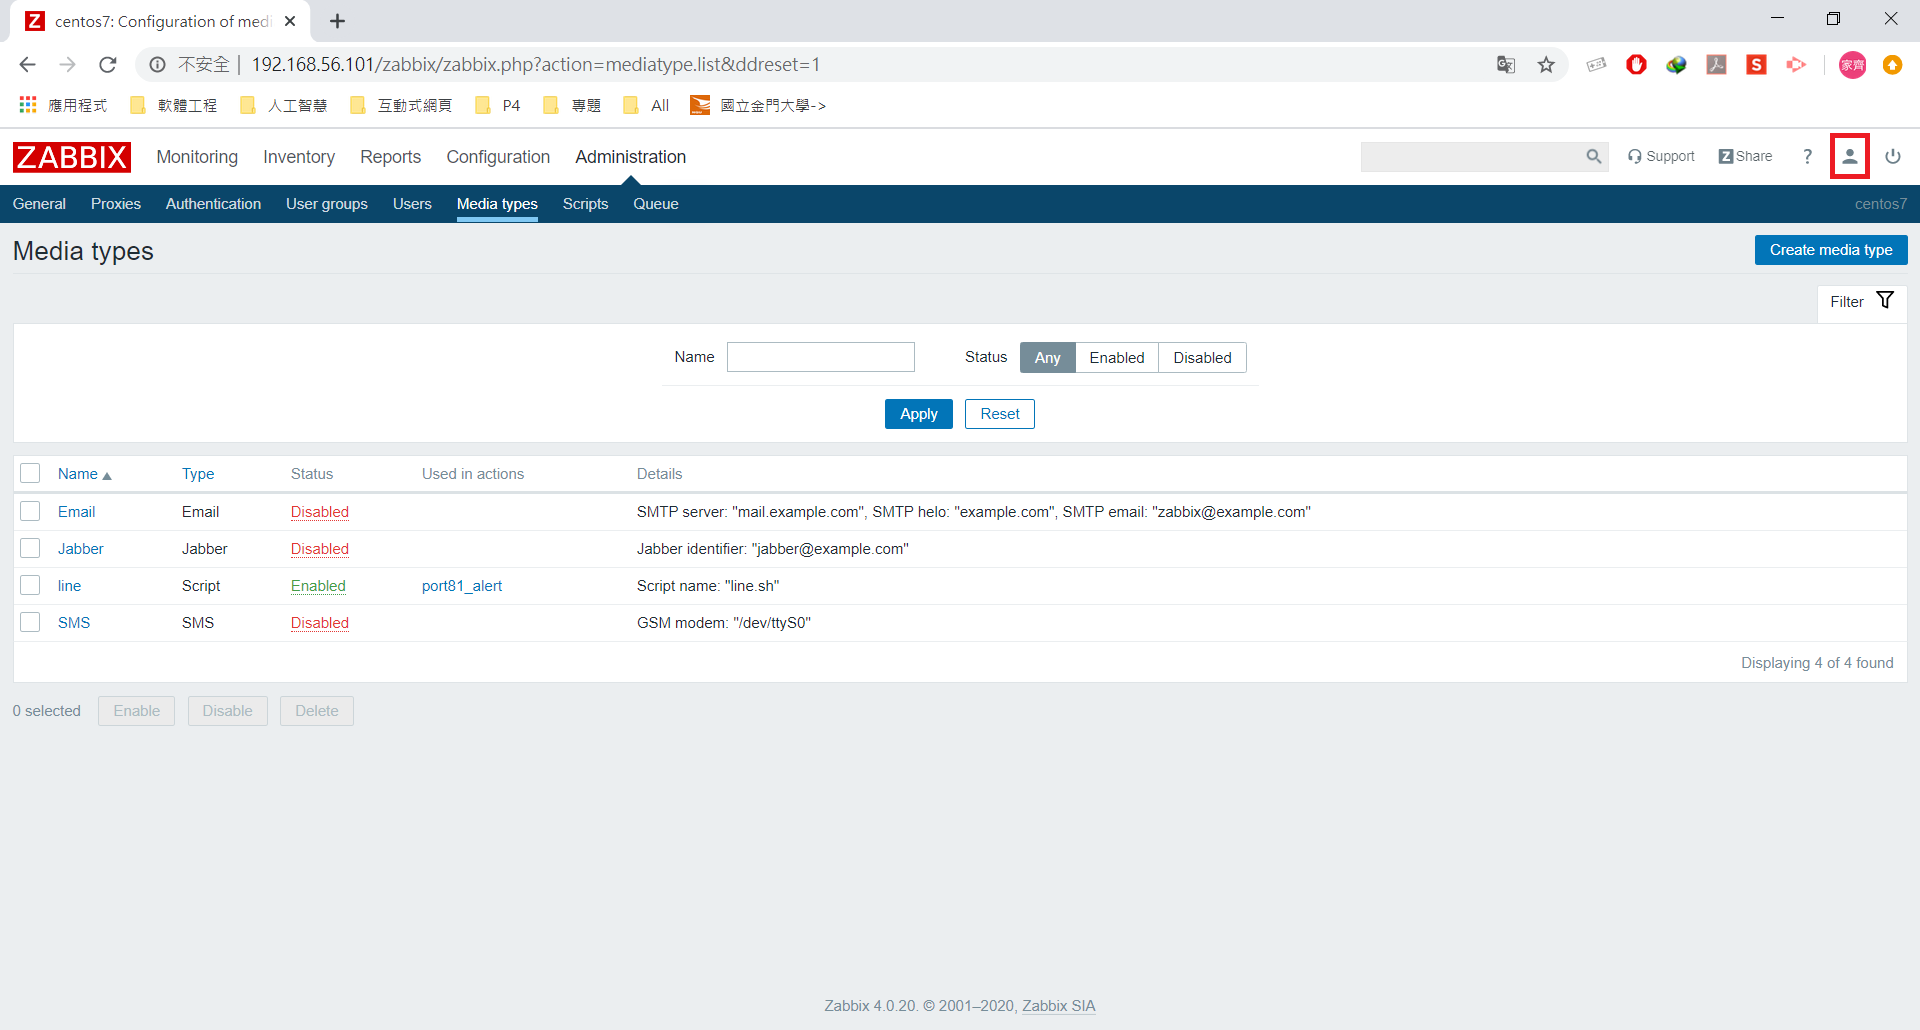 centos7: Configuration of med
不安全 | 192.168.56.101/zabbix/zabbix.php?action=mediatype.list&ddreset=1
家齊
應用程式 軟體工程 人工智慧 互動式網頁 P4 專題 All 國立金門大學->
ZABBIX Monitoring Inventory Reports Configuration Administration Support Z Share ?
General Proxies Authentication User groups Users Media types Scripts Queue centos7
Media types Create media type
Filter
Name Status Any Enabled Disabled
Apply Reset
Name Type Status Used in actions Details
Email Email Disabled SMTP server: "mail.example.com", SMTP helo: "example.com", SMTP email: "zabbix@example.com"
Jabber Jabber Disabled Jabber identifier: "jabber@example.com"
line Script Enabled port81_alert Script name: "line.sh"
SMS SMS Disabled GSM modem: "/dev/ttyS0"
Displaying 4 of 4 found
0 selected Enable Disable Delete
Zabbix 4.0.20. © 2001–2020, Zabbix SIA